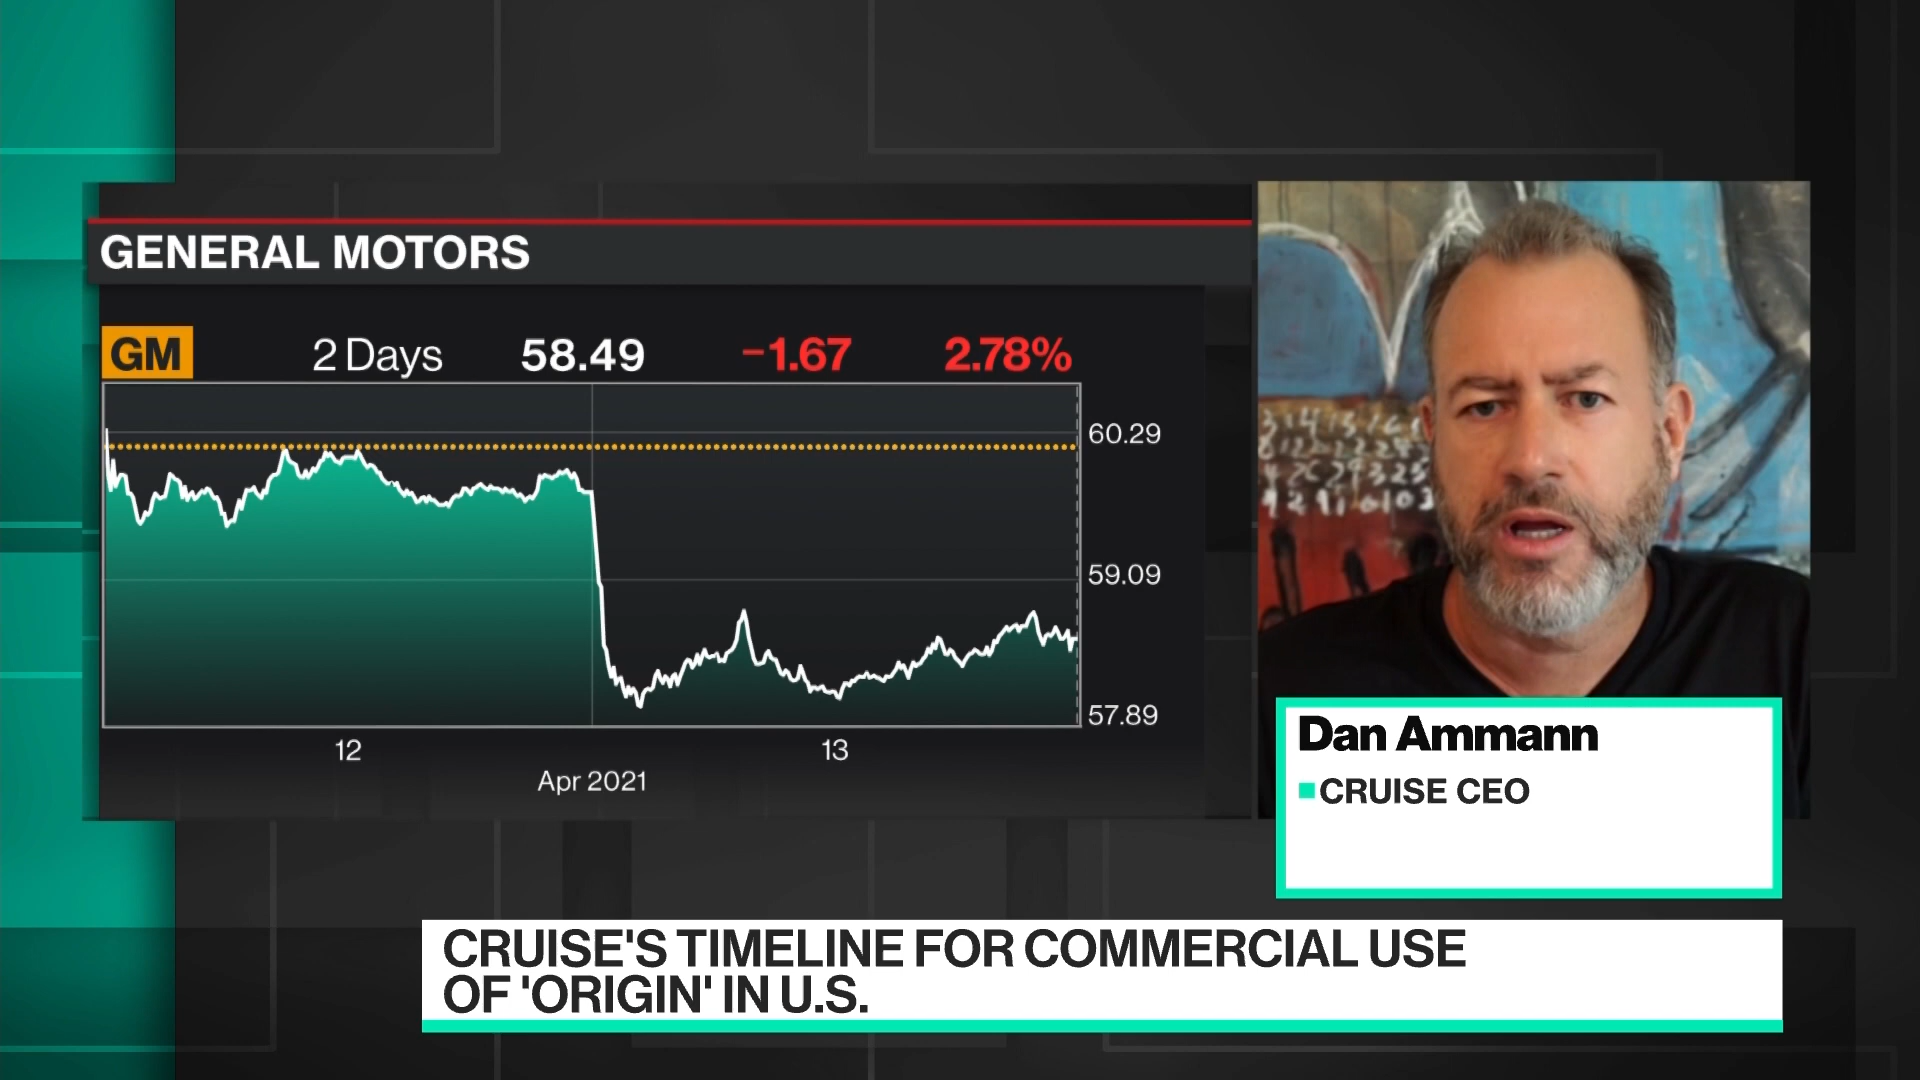 GENERAL MOTORS
GM 2 Days 58.49 −1.67 2.78%
60.29
59.09
57.89
12 13
Apr 2021
Dan Ammann
CRUISE CEO
CRUISE'S TIMELINE FOR COMMERCIAL USE
OF 'ORIGIN' IN U.S.